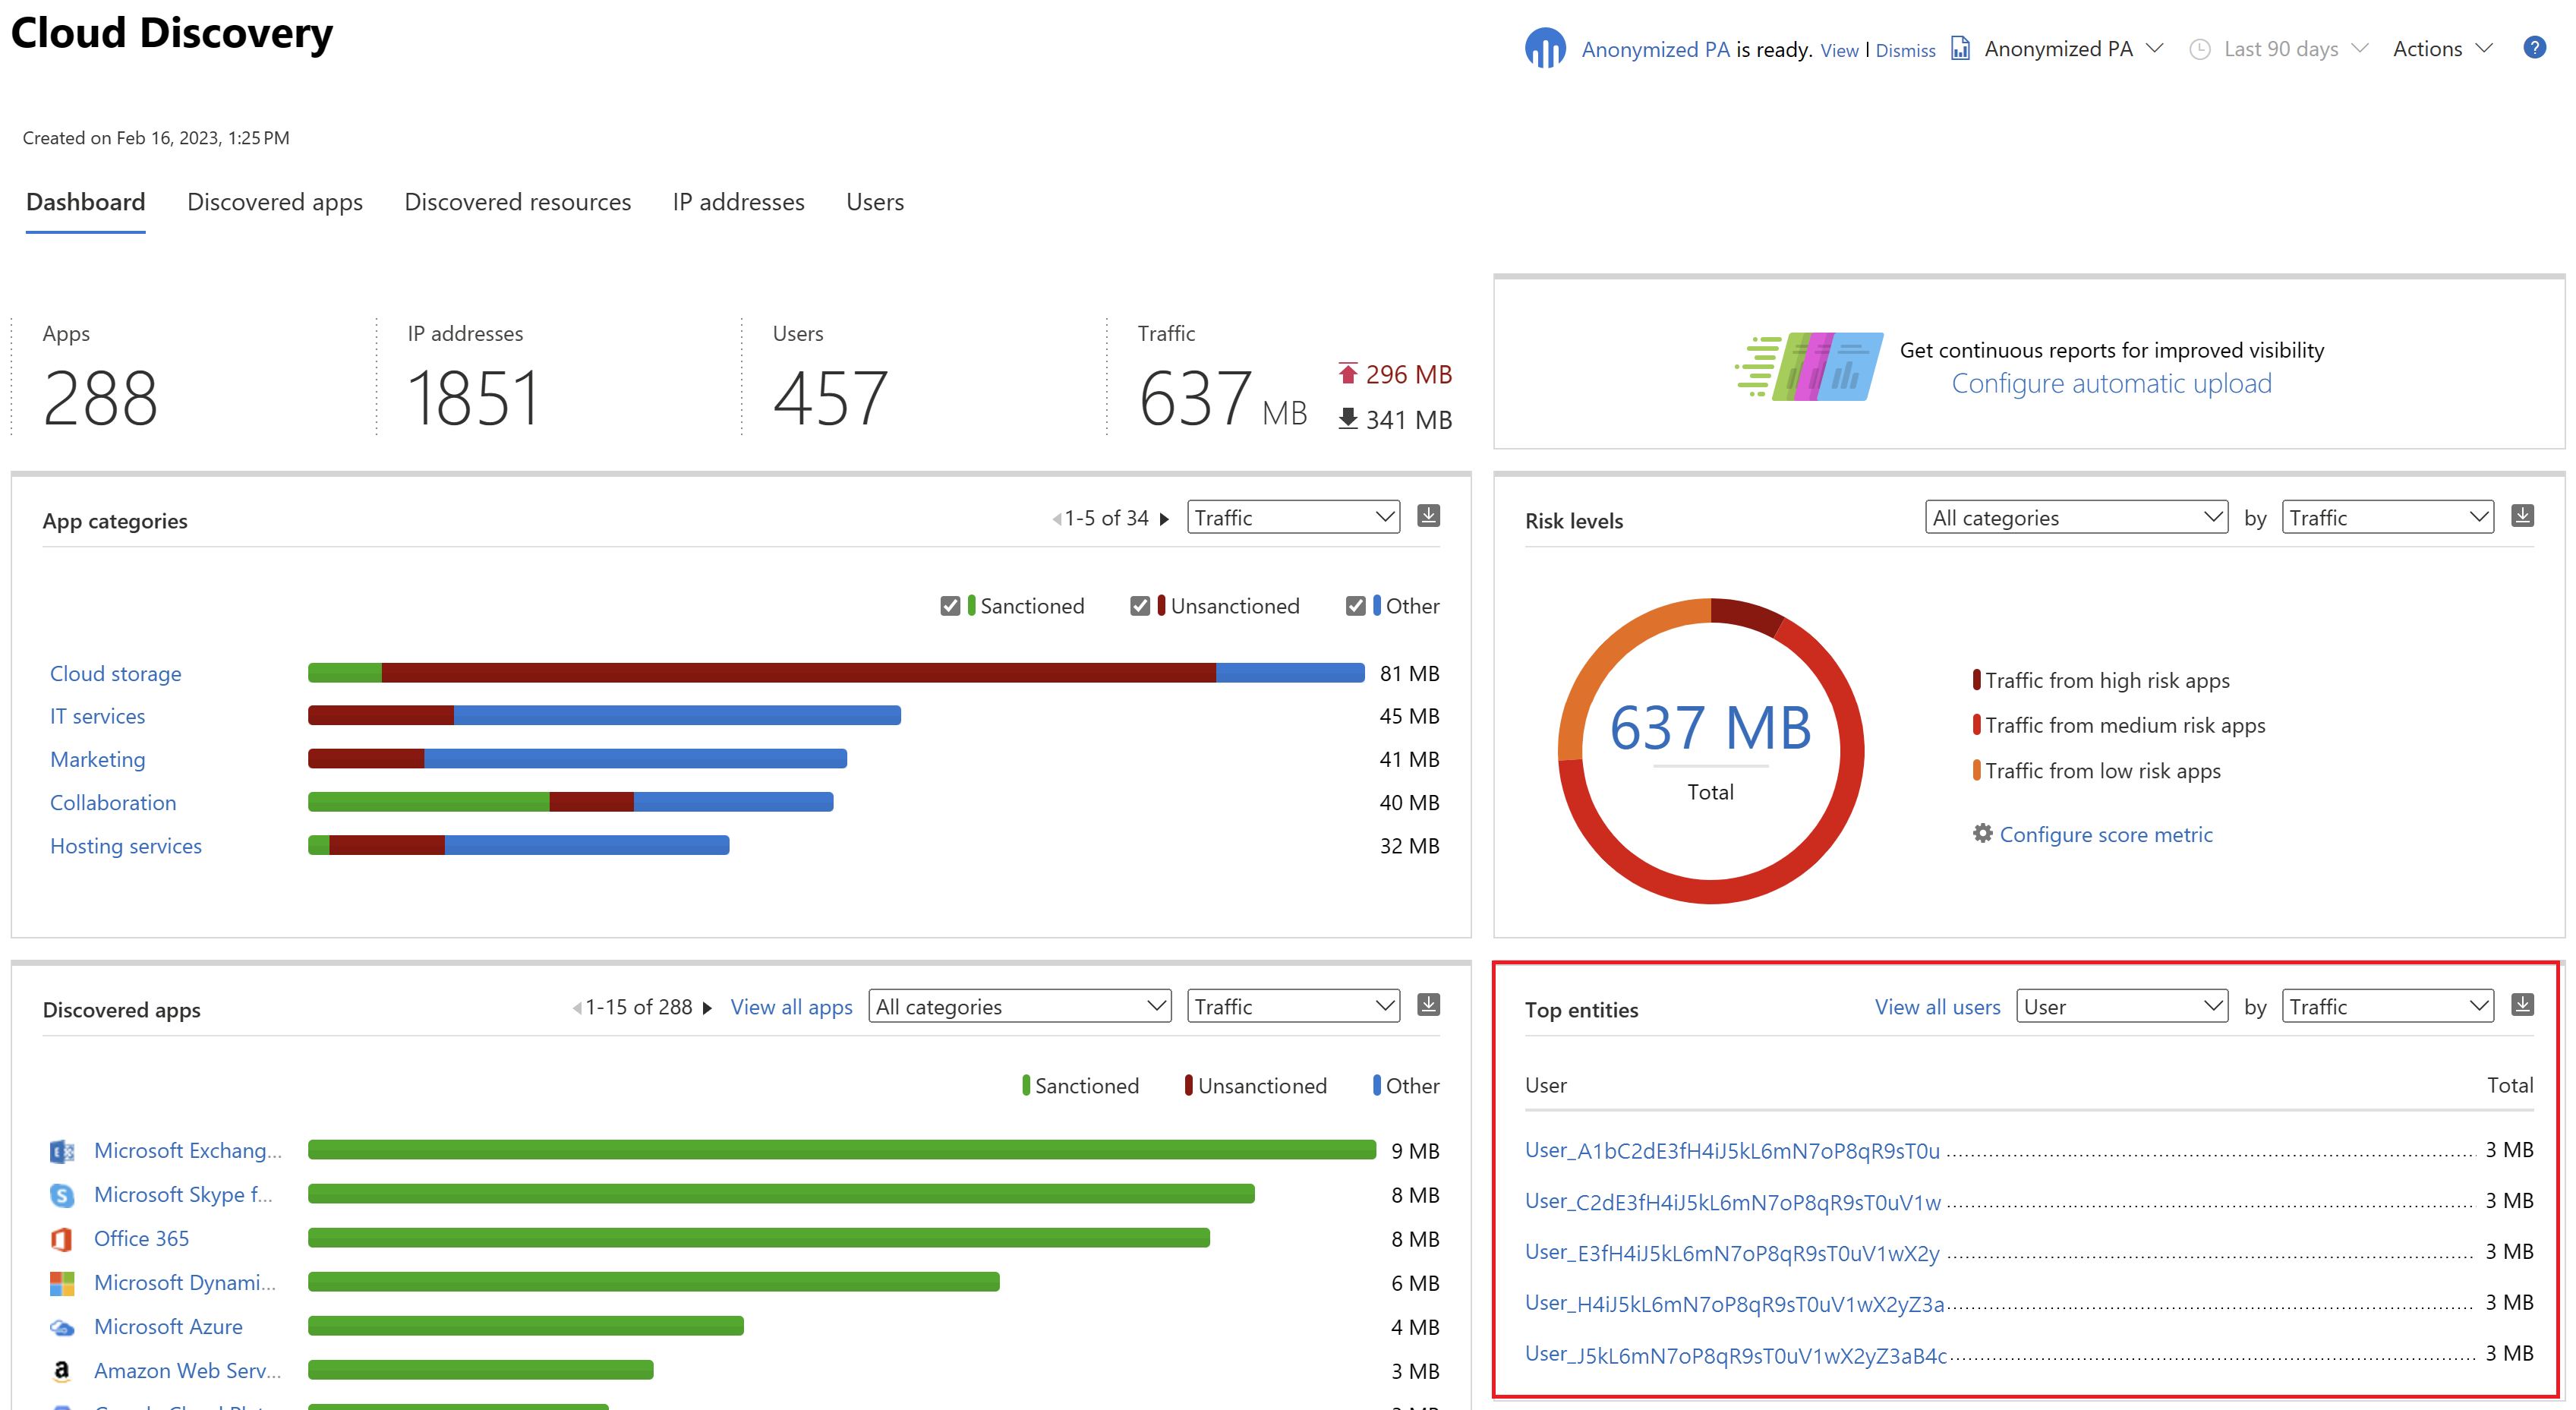 Cloud Discovery
Anonymized PA is ready. View | Dismiss Anonymized PA Last 90 days Actions ?
Created on Feb 16, 2023, 1:25 PM
Dashboard Discovered apps Discovered resources IP addresses Users
Apps IP addresses Users Traffic
288 1851 457 637 MB
296 MB
341 MB
Get continuous reports for improved visibility
Configure automatic upload
App categories 1-5 of 34 Traffic
Sanctioned Unsanctioned Other
Cloud storage 81 MB
IT services 45 MB
Marketing 41 MB
Collaboration 40 MB
Hosting services 32 MB
Risk levels All categories by Traffic
637 MB
Total
Traffic from high risk apps
Traffic from medium risk apps
Traffic from low risk apps
Configure score metric
Discovered apps 1-15 of 288 View all apps All categories Traffic
Sanctioned Unsanctioned Other
Microsoft Exchang... 9 MB
Microsoft Skype f... 8 MB
Office 365 8 MB
Microsoft Dynami... 6 MB
Microsoft Azure 4 MB
Amazon Web Serv... 3 MB
Top entities View all users User by Traffic
User Total
User_A1bC2dE3fH4iJ5kL6mN7oP8qR9sT0u 3 MB
User_C2dE3fH4iJ5kL6mN7oP8qR9sT0uV1w 3 MB
User_E3fH4iJ5kL6mN7oP8qR9sT0uV1wX2y 3 MB
User_H4iJ5kL6mN7oP8qR9sT0uV1wX2yZ3a 3 MB
User_J5kL6mN7oP8qR9sT0uV1wX2yZ3aB4c 3 MB